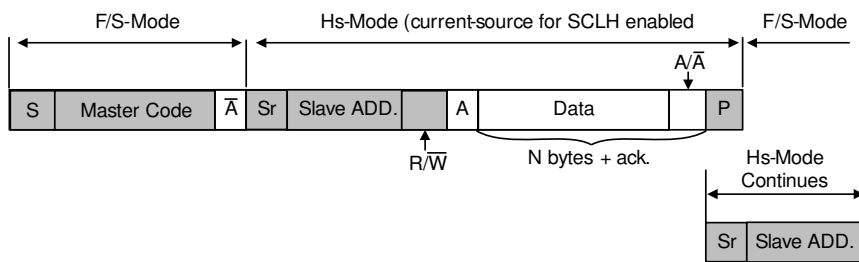 F/S-Mode Hs-Mode (current-source for SCLH enabled F/S-Mode
A/A̅
S Master Code A̅ Sr Slave ADD. A Data P
R/W̅ N bytes + ack.
Hs-Mode
Continues
Sr Slave ADD.